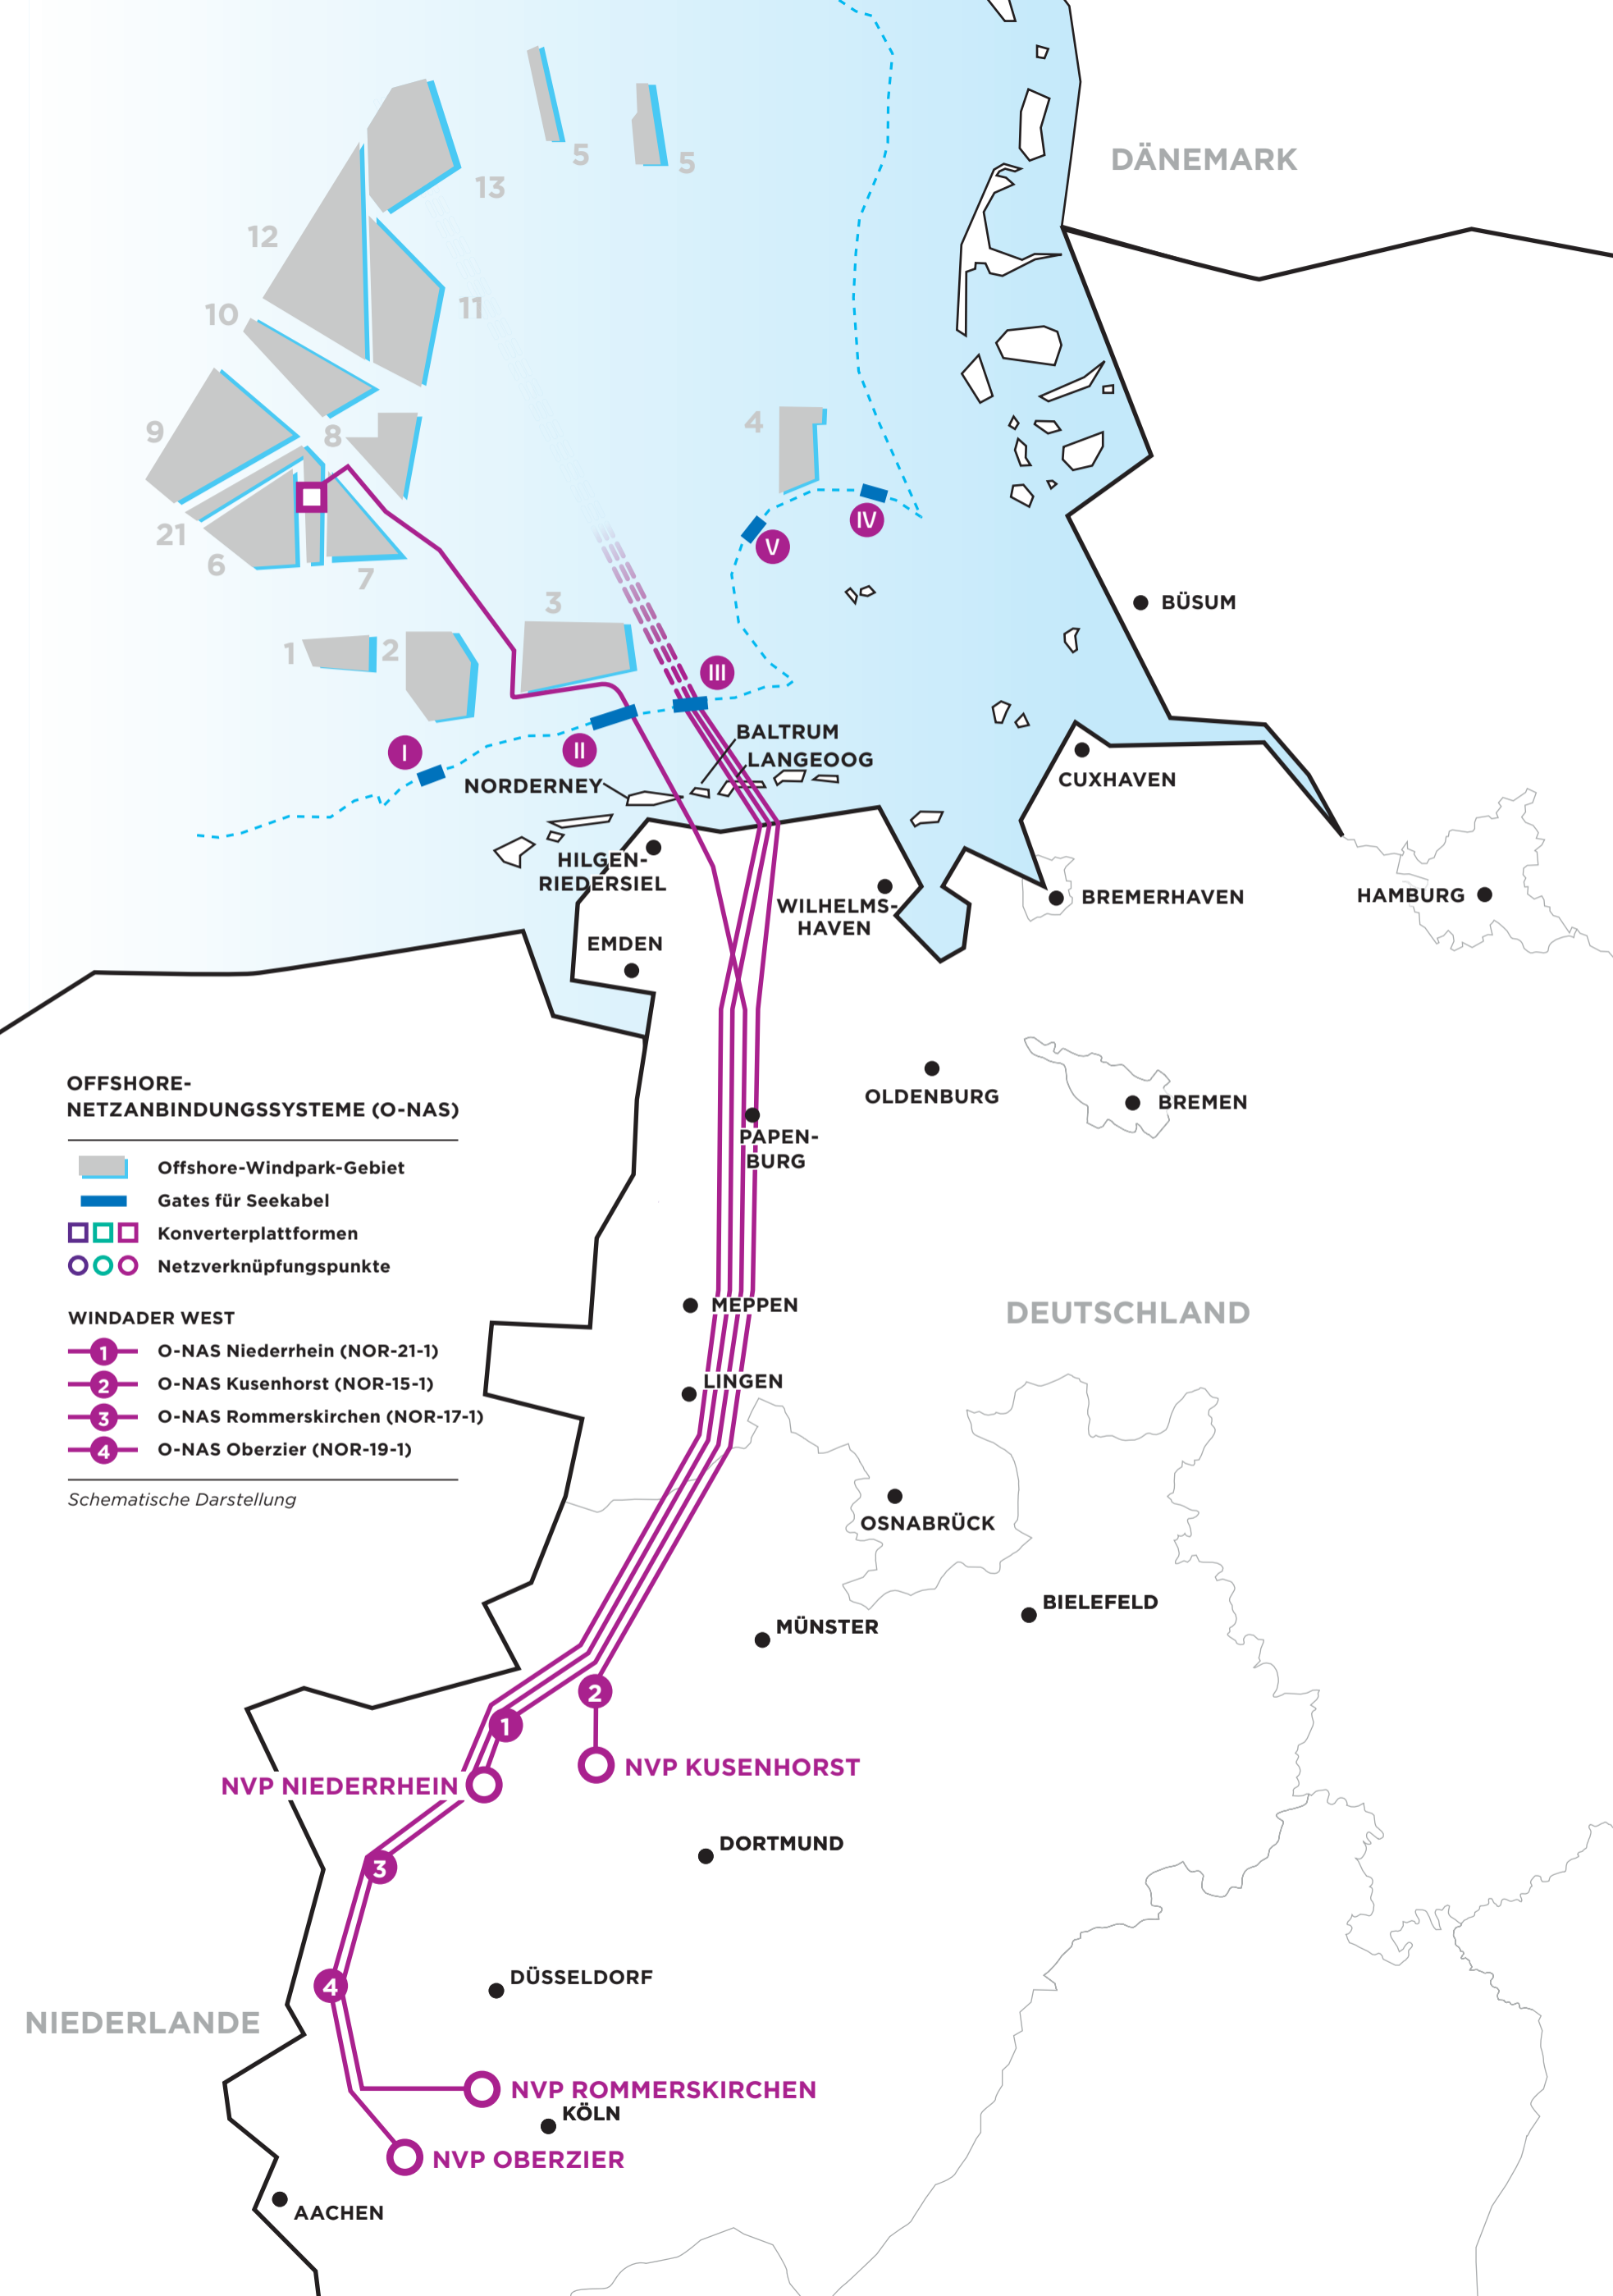 DÄNEMARK
5
5
13
12
11
10
9
8
4
21
6
7
IV
V
3
1
2
III
I
II
BÜSUM
BALTRUM
LANGEOOG
NORDERNEY
CUXHAVEN
HILGEN-
RIEDERSIEL
WILHELMS-
HAVEN
BREMERHAVEN
HAMBURG
EMDEN
OLDENBURG
BREMEN
PAPEN-
BURG
OFFSHORE-
NETZANBINDUNGSSYSTEME (O-NAS)
Offshore-Windpark-Gebiet
Gates für Seekabel
Konverterplattformen
Netzverknüpfungspunkte
WINDADER WEST
1 O-NAS Niederrhein (NOR-21-1)
2 O-NAS Kusenhorst (NOR-15-1)
3 O-NAS Rommerskirchen (NOR-17-1)
4 O-NAS Oberzier (NOR-19-1)
Schematische Darstellung
MEPPEN
DEUTSCHLAND
LINGEN
OSNABRÜCK
BIELEFELD
MÜNSTER
2
1
NVP KUSENHORST
NVP NIEDERRHEIN
DORTMUND
3
DÜSSELDORF
4
NIEDERLANDE
NVP ROMMERSKIRCHEN
KÖLN
NVP OBERZIER
AACHEN